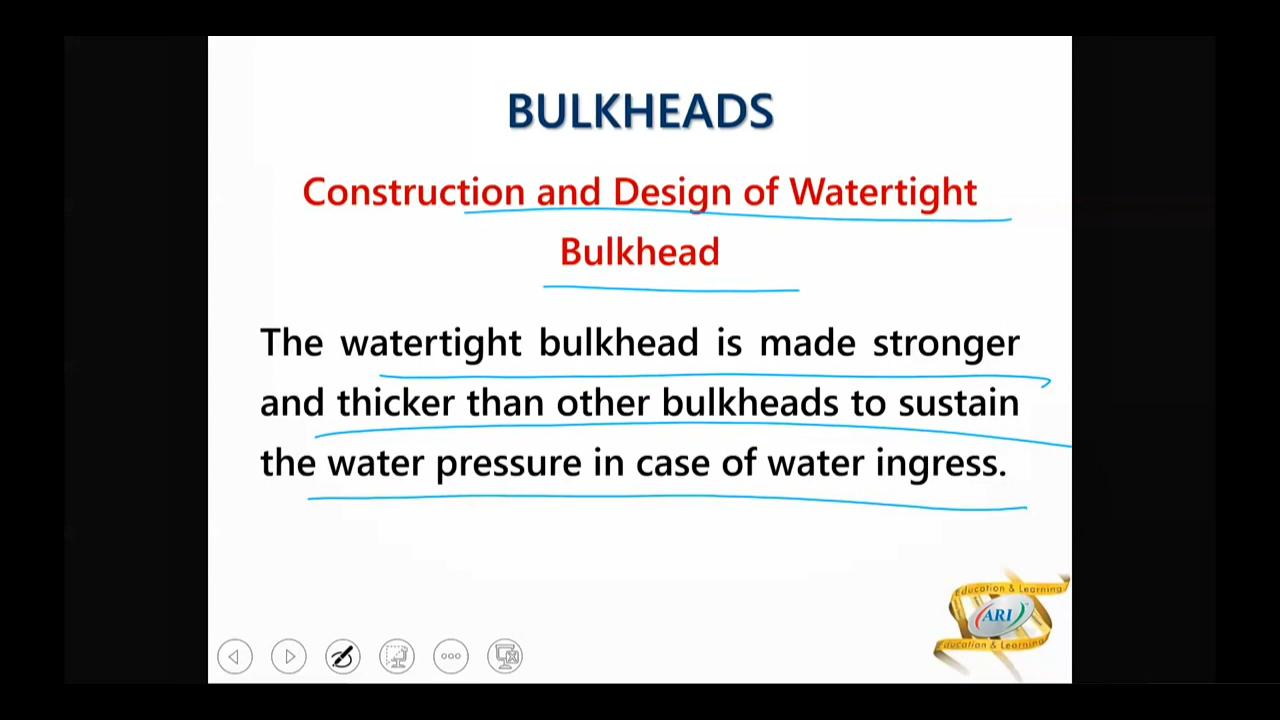 BULKHEADS
Construction and Design of Watertight
Bulkhead
The watertight bulkhead is made stronger
and thicker than other bulkheads to sustain
the water pressure in case of water ingress.
Education & Learning
ARI
Education & Learning